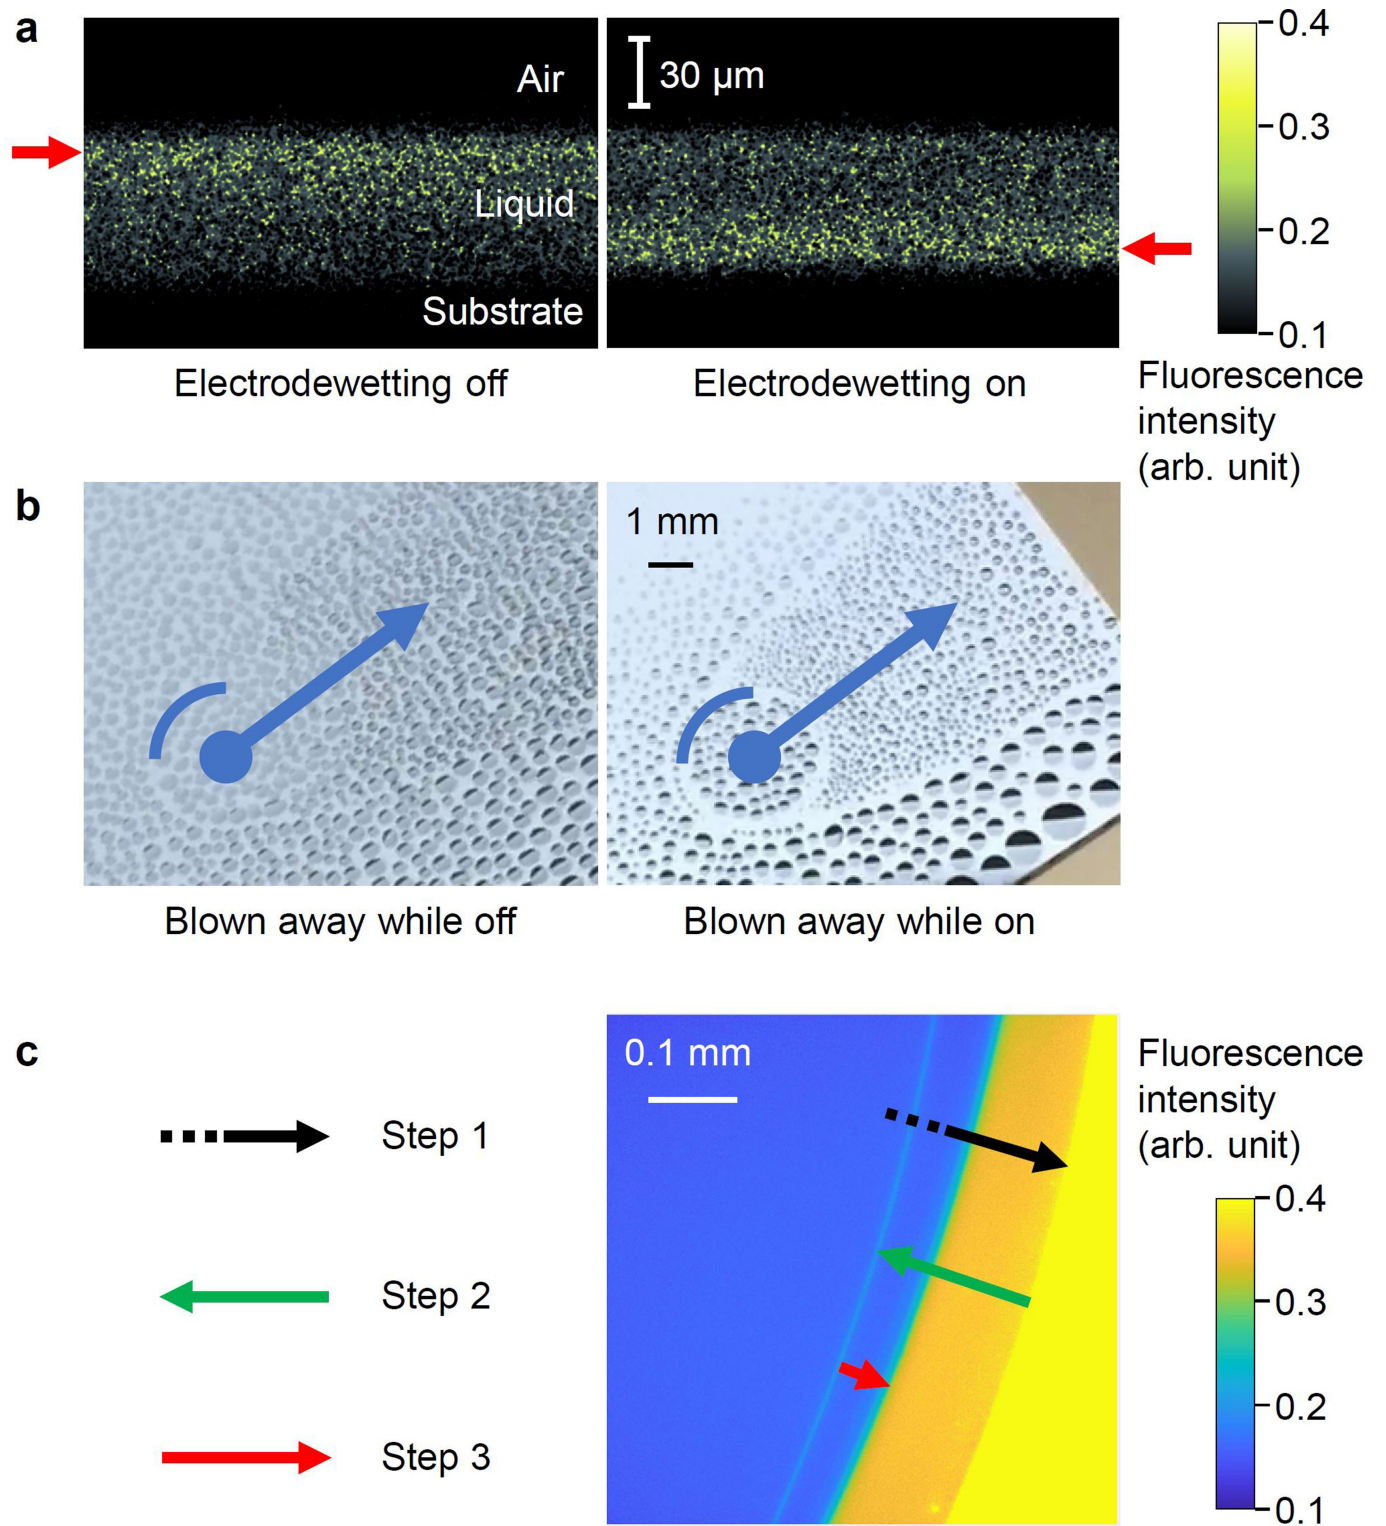 a
Air
Liquid
Substrate
30 µm
0.4
0.3
0.2
0.1
Electrodewetting off
Electrodewetting on
Fluorescence
intensity
(arb. unit)
b
1 mm
Blown away while off
Blown away while on
c
Step 1
Step 2
Step 3
0.1 mm
Fluorescence
intensity
(arb. unit)
0.4
0.3
0.2
0.1